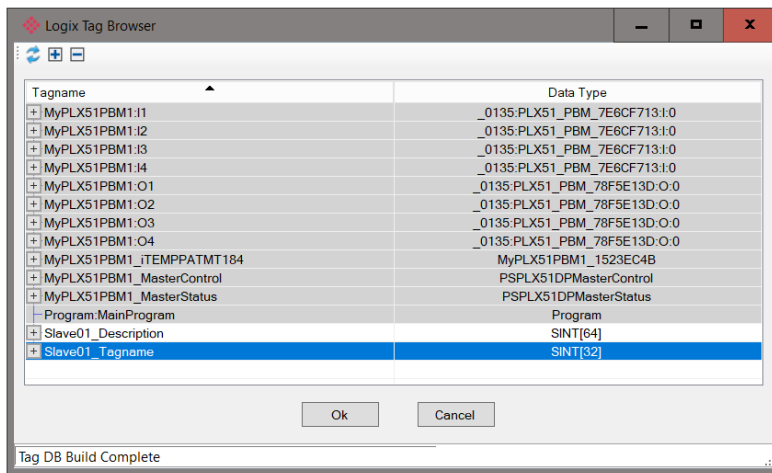 Logix Tag Browser
Tagname Data Type
MyPLX51PBM1:I1 _0135:PLX51_PBM_7E6CF713:I:0
MyPLX51PBM1:I2 _0135:PLX51_PBM_7E6CF713:I:0
MyPLX51PBM1:I3 _0135:PLX51_PBM_7E6CF713:I:0
MyPLX51PBM1:I4 _0135:PLX51_PBM_7E6CF713:I:0
MyPLX51PBM1:O1 _0135:PLX51_PBM_78F5E13D:O:0
MyPLX51PBM1:O2 _0135:PLX51_PBM_78F5E13D:O:0
MyPLX51PBM1:O3 _0135:PLX51_PBM_78F5E13D:O:0
MyPLX51PBM1:O4 _0135:PLX51_PBM_78F5E13D:O:0
MyPLX51PBM1_iTEMPPATMT184 MyPLX51PBM1_1523EC4B
MyPLX51PBM1_MasterControl PSPLX51DPMasterControl
MyPLX51PBM1_MasterStatus PSPLX51DPMasterStatus
Program:MainProgram Program
Slave01_Description SINT[64]
Slave01_Tagname SINT[32]
Ok Cancel
Tag DB Build Complete